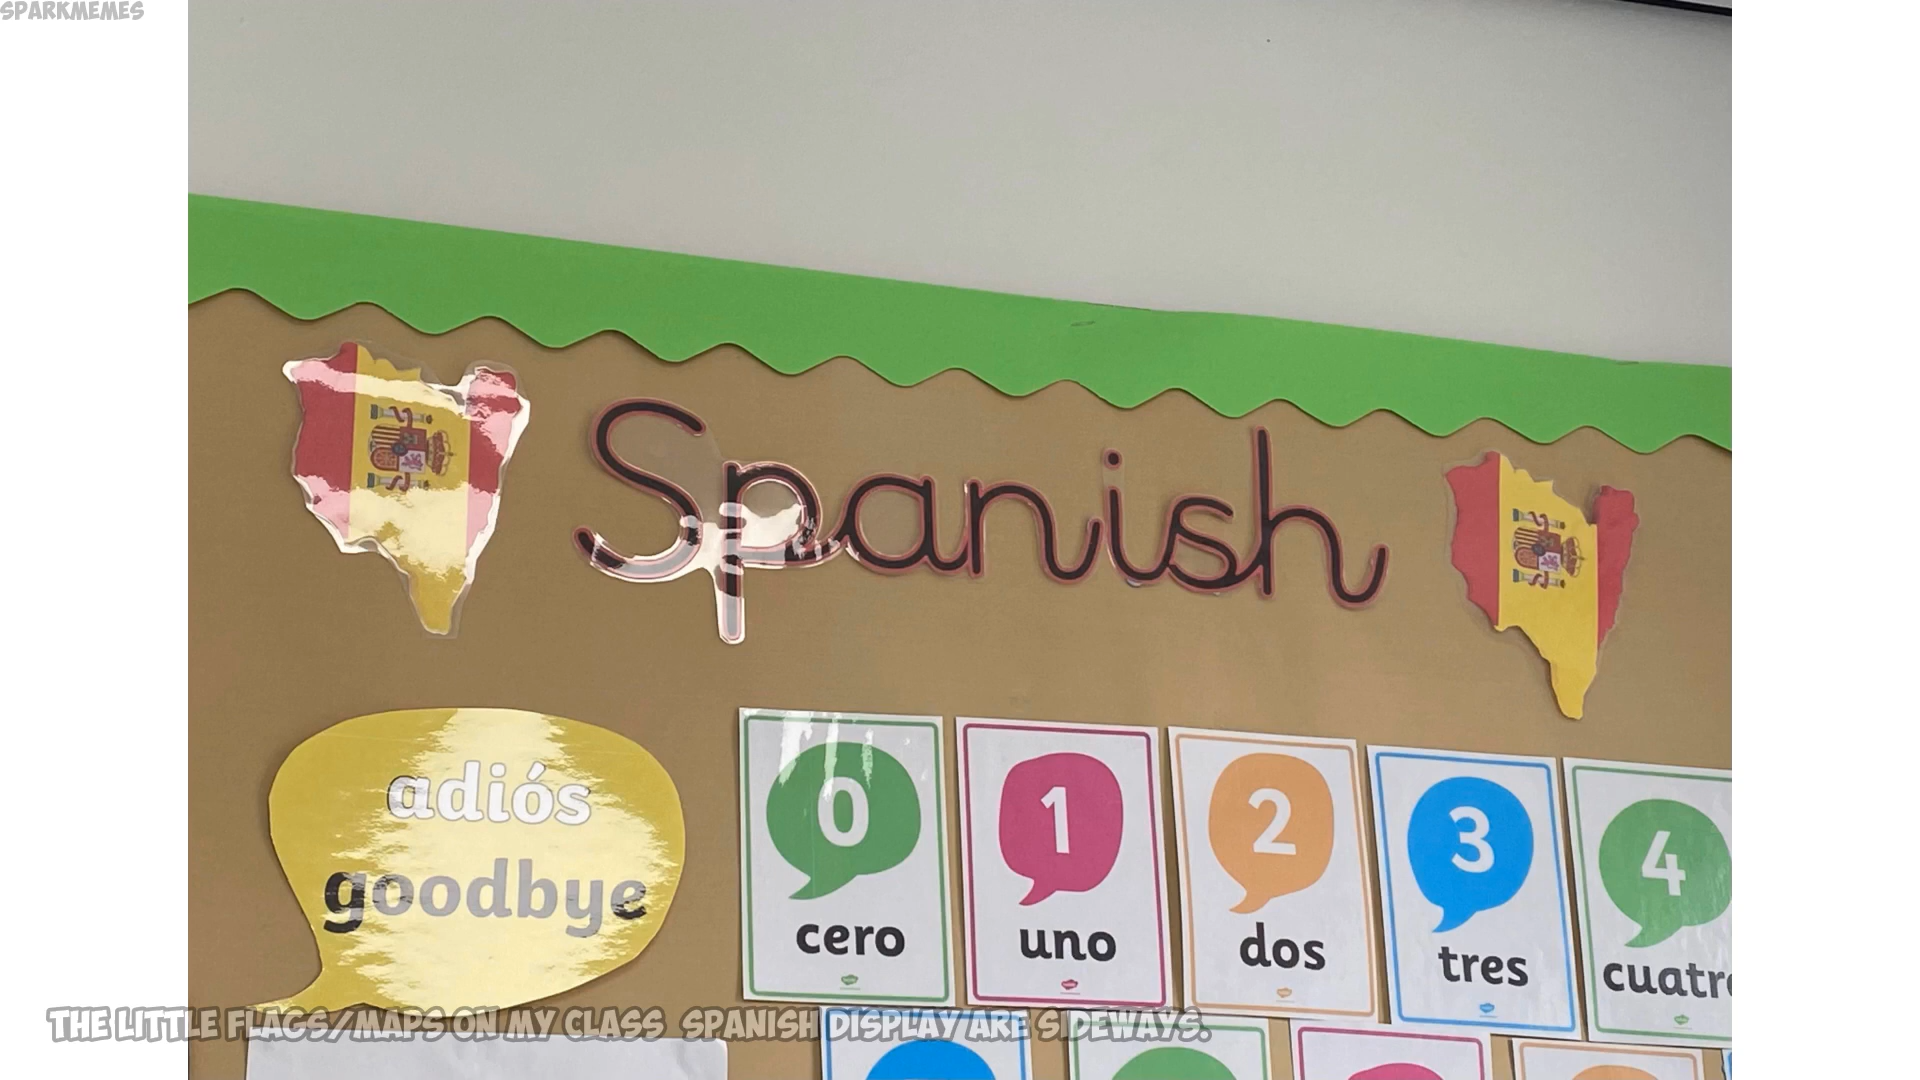 SPARKMEMES
Spanish
adiós
goodbye
0
cero
1
uno
2
dos
3
tres
4
cuatro
THE LITTLE FLAGS/MAPS ON MY CLASS SPANISH DISPLAY ARE SIDEWAYS.